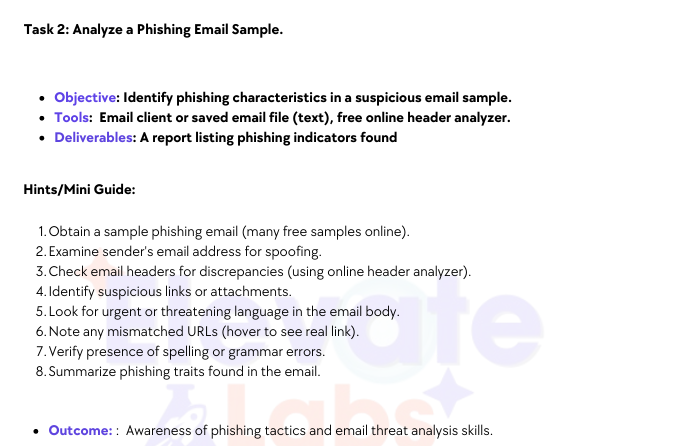 Task 2: Analyze a Phishing Email Sample.
• Objective: Identify phishing characteristics in a suspicious email sample.
• Tools:  Email client or saved email file (text), free online header analyzer.
• Deliverables: A report listing phishing indicators found
Hints/Mini Guide:
1. Obtain a sample phishing email (many free samples online).
2. Examine sender's email address for spoofing.
3. Check email headers for discrepancies (using online header analyzer).
4. Identify suspicious links or attachments.
5. Look for urgent or threatening language in the email body.
6. Note any mismatched URLs (hover to see real link).
7. Verify presence of spelling or grammar errors.
8. Summarize phishing traits found in the email.
Elevate
Labs
• Outcome: :  Awareness of phishing tactics and email threat analysis skills.